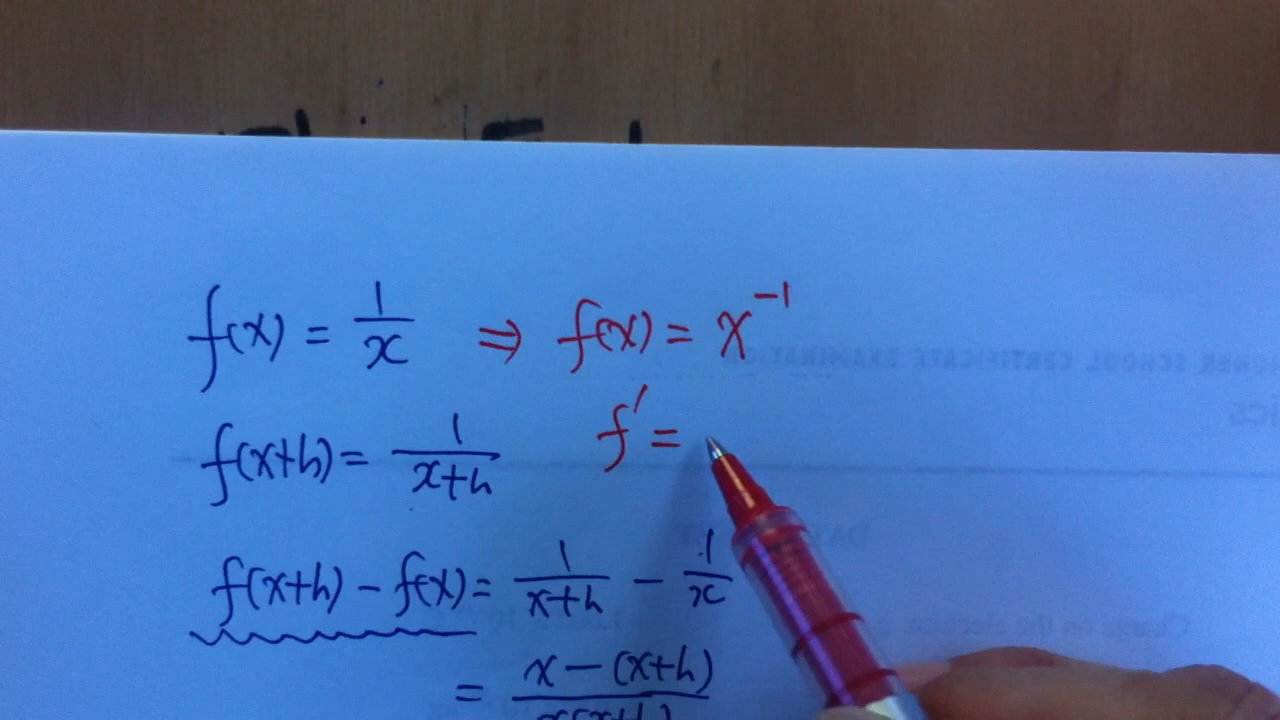 f(x) = 1/x ⇒ f(x) = x⁻¹
f(x+h) = 1/(x+h) f' =
f(x+h) − f(x) = 1/(x+h) − 1/x
= x − (x+h)